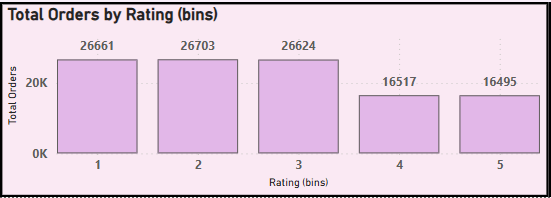 Total Orders by Rating (bins)
26661 26703 26624 16517 16495
Total Orders
20K
0K
1 2 3 4 5
Rating (bins)